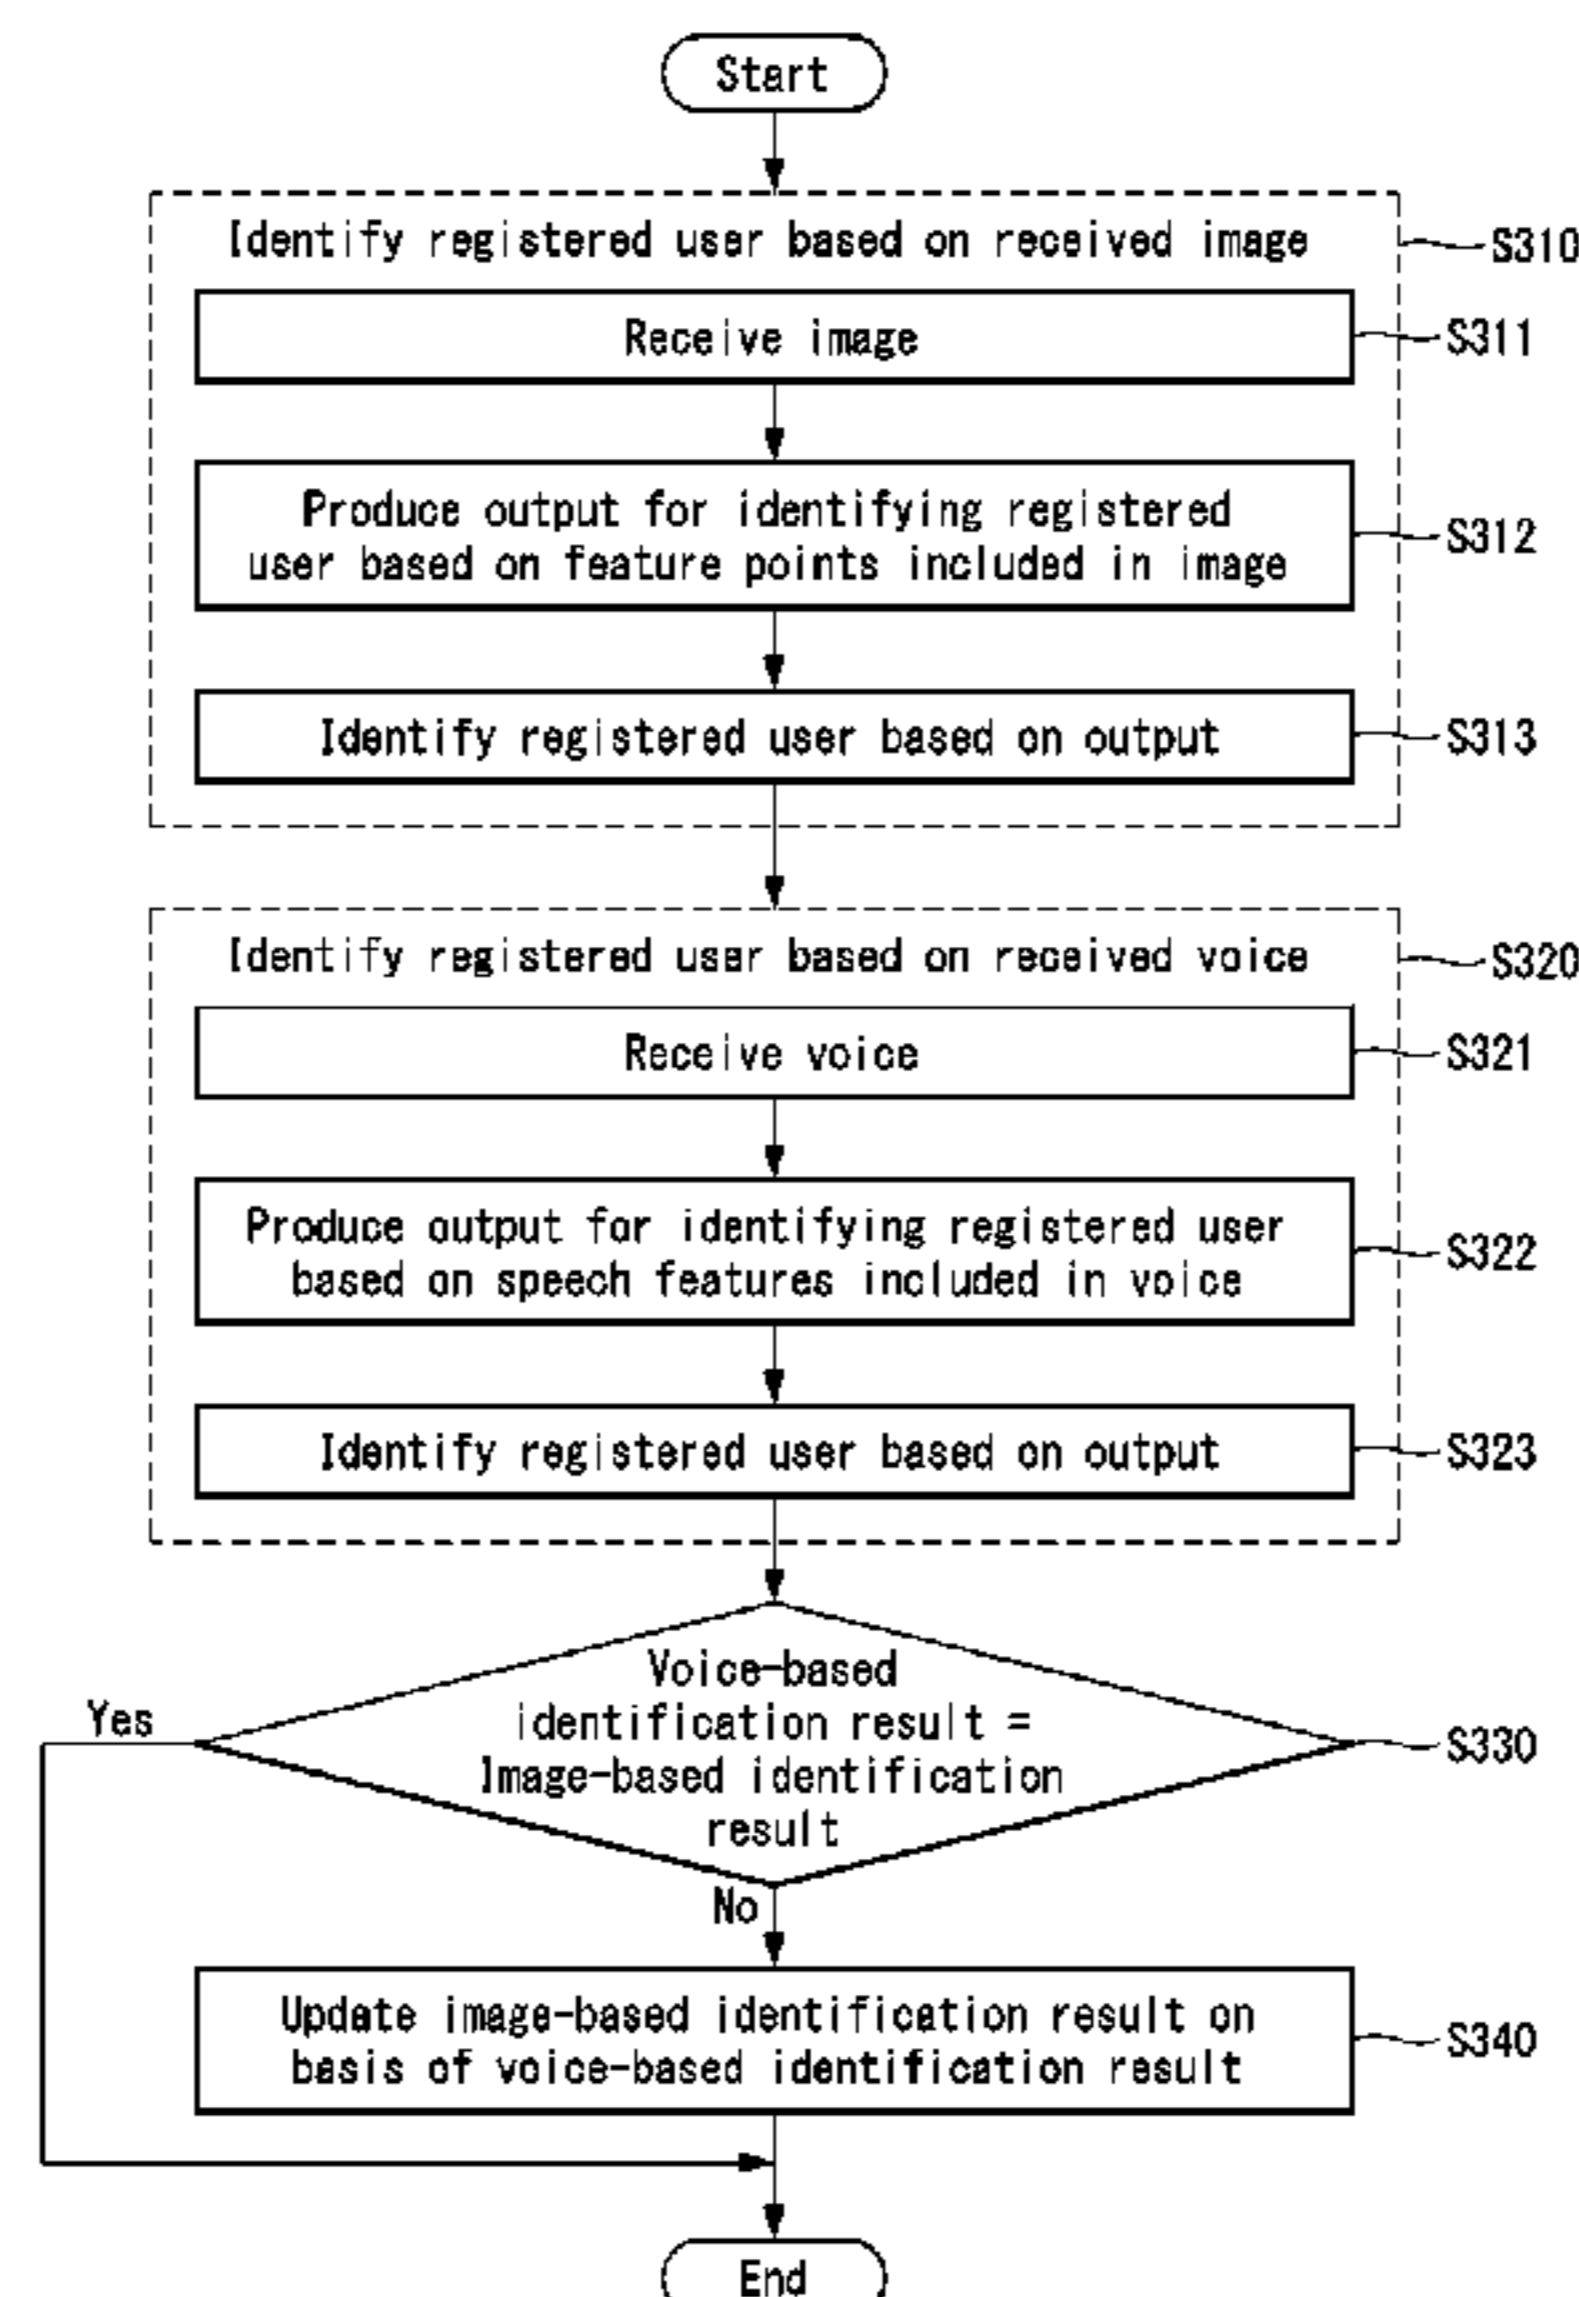 Start
Identify registered user based on received image
S310
Receive image
S311
Produce output for identifying registered
user based on feature points included in image
S312
Identify registered user based on output
S313
Identify registered user based on received voice
S320
Receive voice
S321
Produce output for identifying registered user
based on speech features included in voice
S322
Identify registered user based on output
S323
Voice-based
identification result =
Image-based identification
result
S330
Yes
No
Update image-based identification result on
basis of voice-based identification result
S340
End